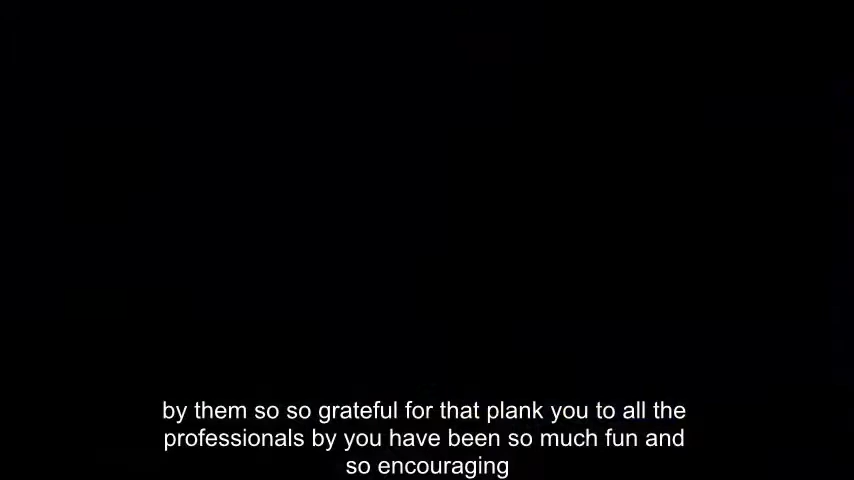 by them so so grateful for that plank you to all the
professionals by you have been so much fun and
so encouraging